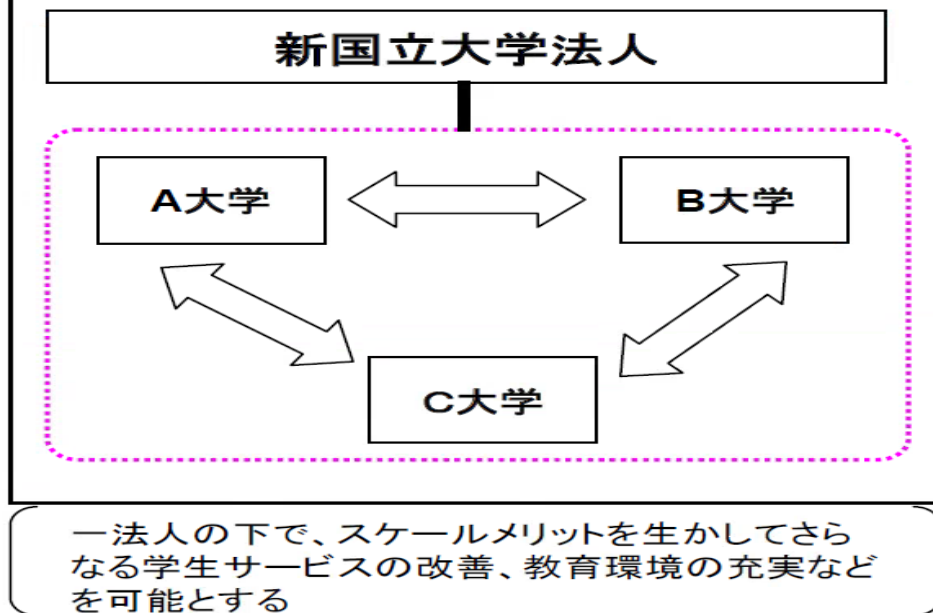 新国立大学法人
A大学
B大学
C大学
一法人の下で、スケールメリットを生かしてさら
なる学生サービスの改善、教育環境の充実など
を可能とする